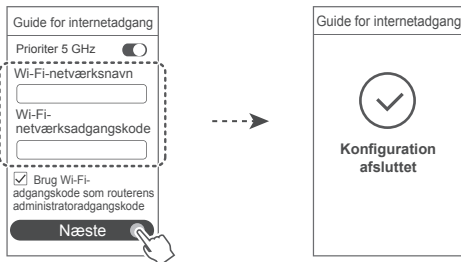 Guide for internetadgang
Prioriter 5 GHz
Wi-Fi-netværksnavn
Wi-Fi-
netværksadgangskode
Brug Wi-Fi-
adgangskode som routerens
administratoradgangskode
Næste
Guide for internetadgang
Konfiguration
afsluttet